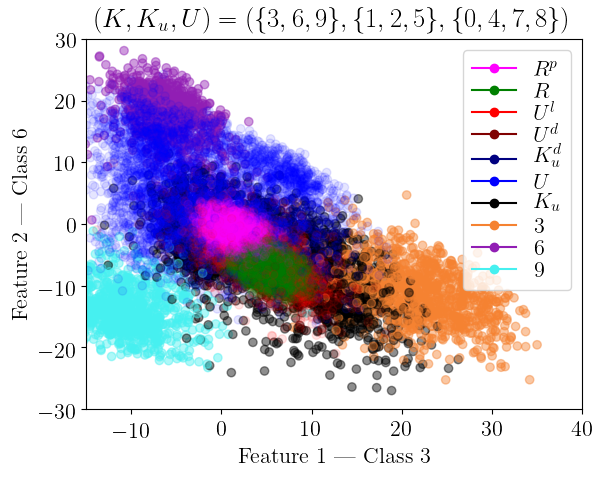 (K, K_u, U) = ({3, 6, 9}, {1, 2, 5}, {0, 4, 7, 8})
30
20
10
0
−10
−20
−30
Feature 2 — Class 6
R^p
R
U^l
U^d
K_u^d
U
K_u
3
6
9
−10 0 10 20 30 40
Feature 1 — Class 3